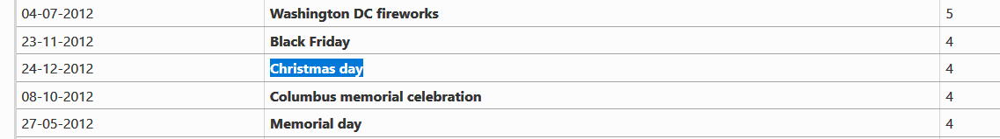 04-07-2012 Washington DC fireworks 5
23-11-2012 Black Friday 4
24-12-2012 Christmas day 4
08-10-2012 Columbus memorial celebration 4
27-05-2012 Memorial day 4